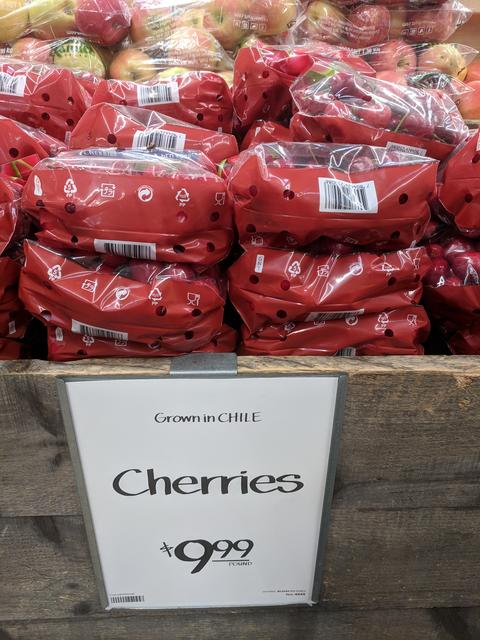 Grown in CHILE
Cherries
$9.99
POUND